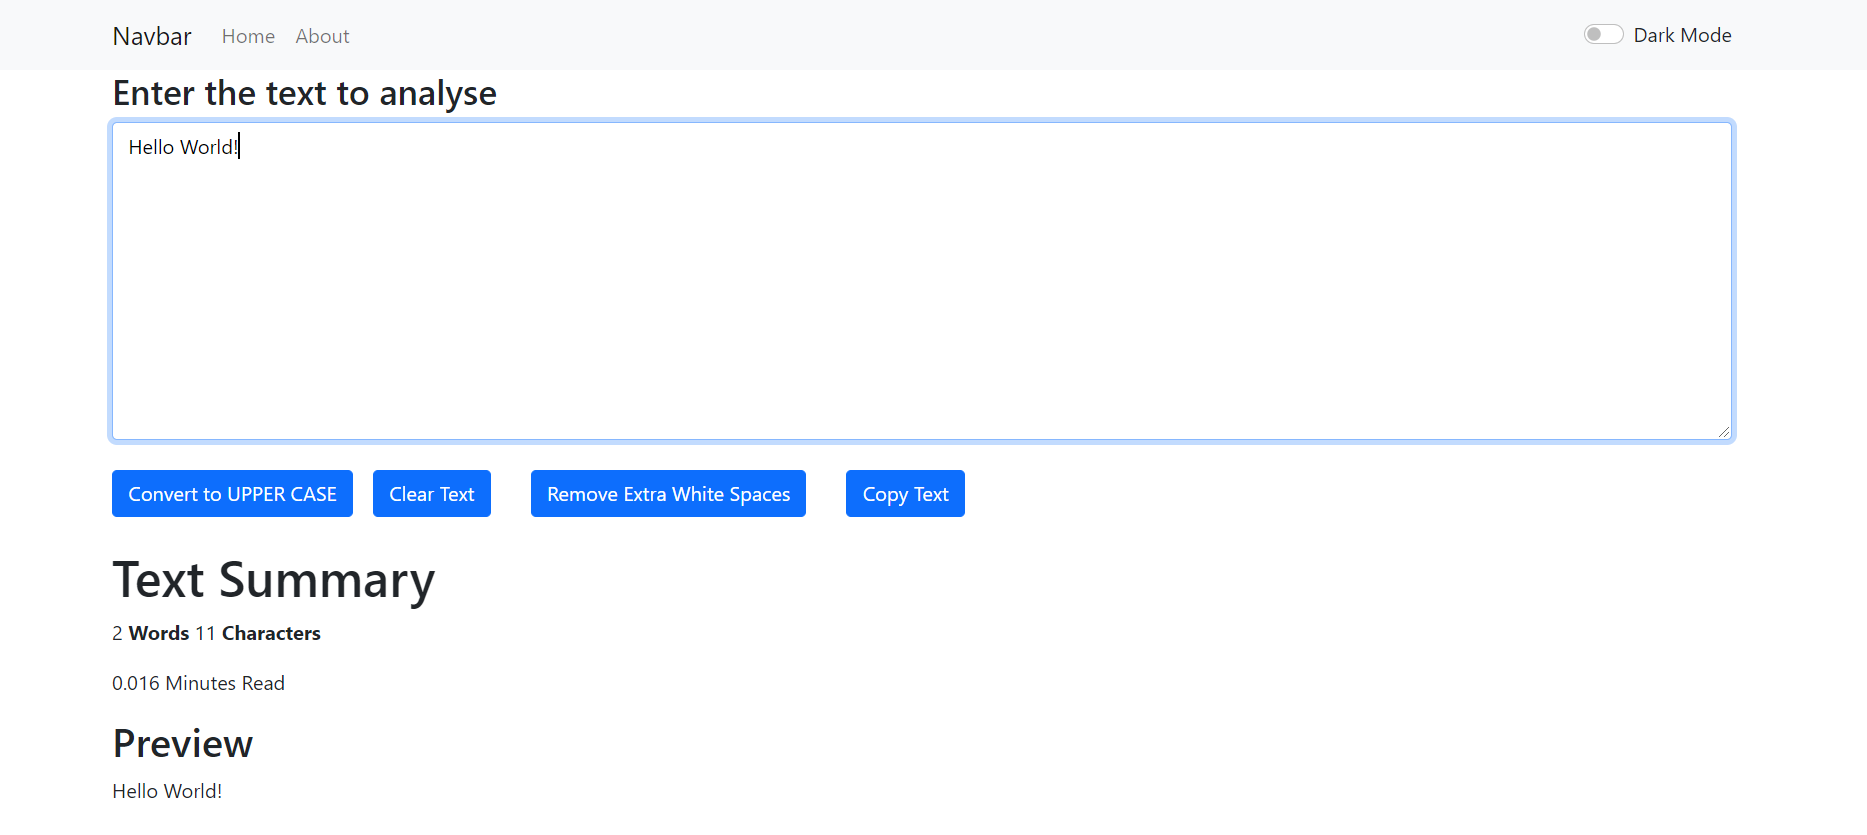 Navbar Home About Dark Mode
Enter the text to analyse
Hello World!
Convert to UPPER CASE Clear Text Remove Extra White Spaces Copy Text
Text Summary
2 Words 11 Characters
0.016 Minutes Read
Preview
Hello World!